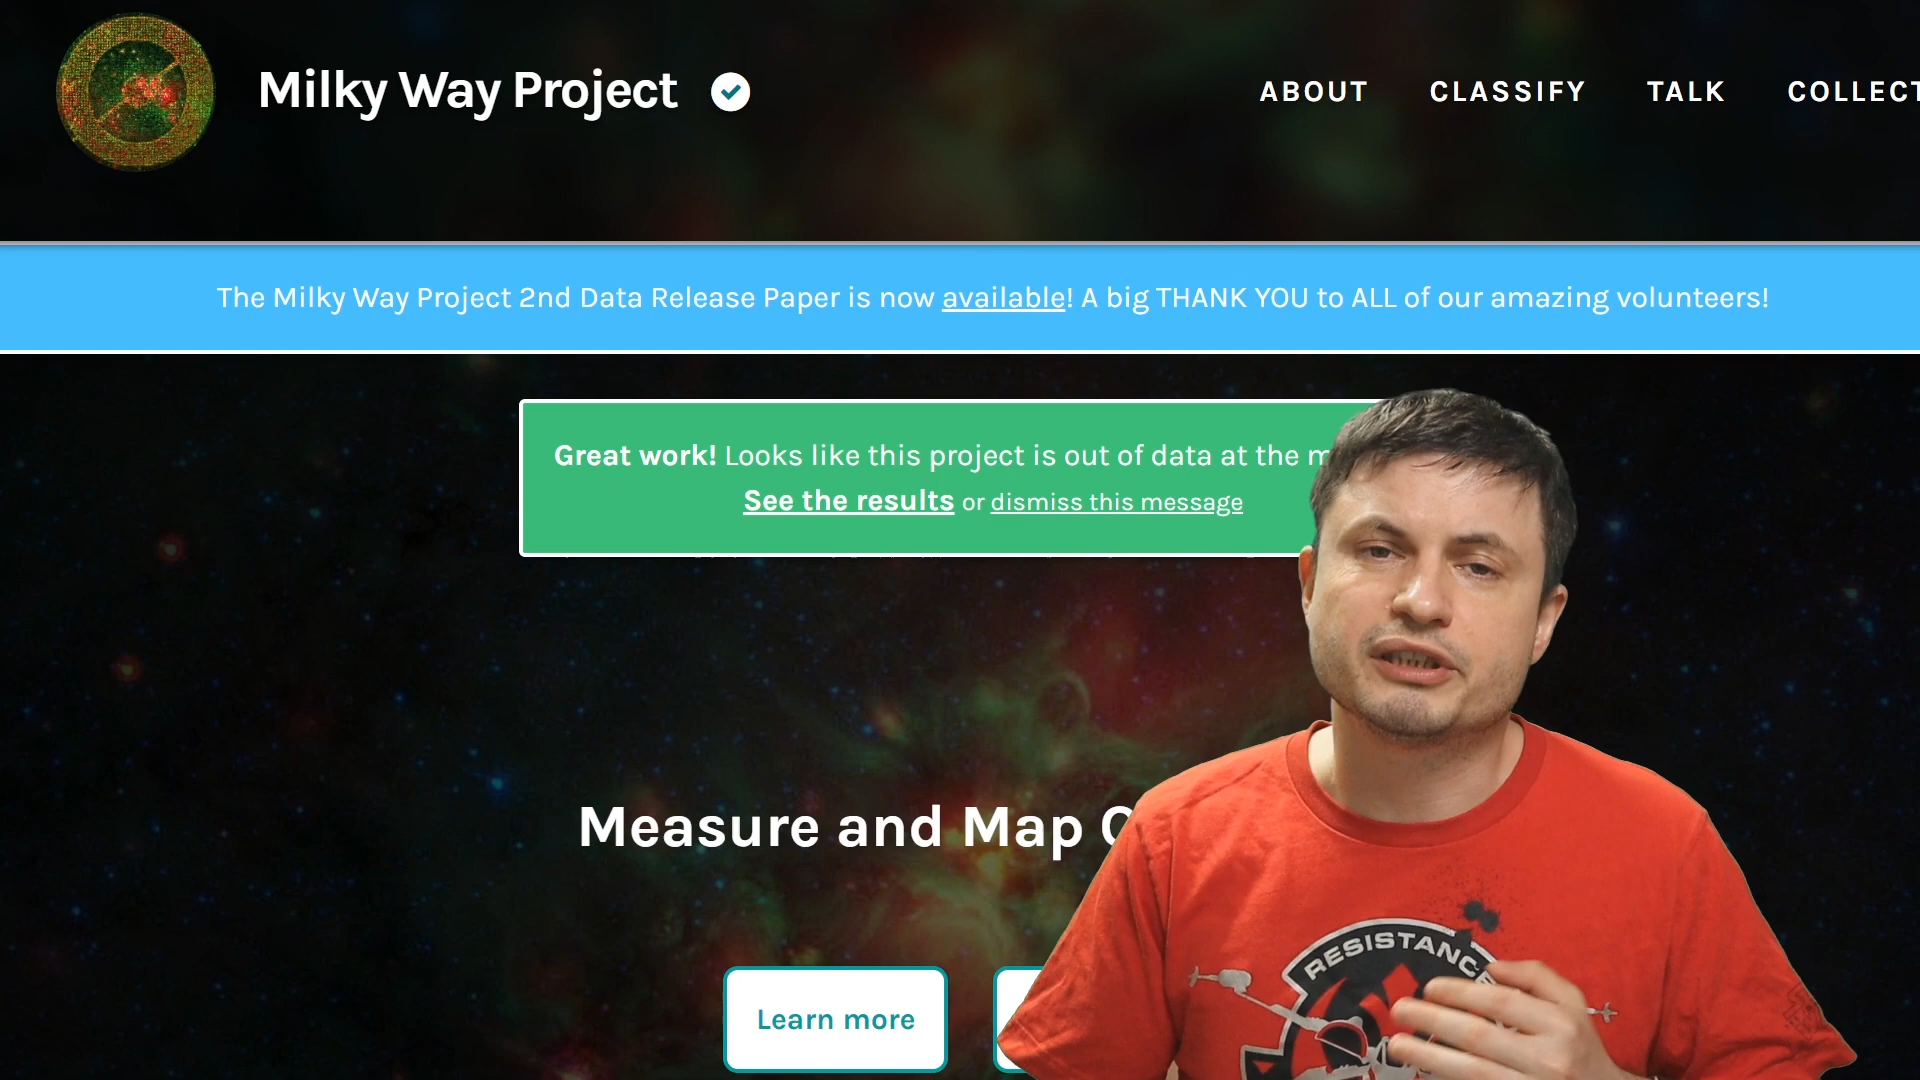 Milky Way Project
ABOUT CLASSIFY TALK COLLECT
The Milky Way Project 2nd Data Release Paper is now available! A big THANK YOU to ALL of our amazing volunteers!
Great work! Looks like this project is out of data at the
See the results or dismiss this message
Measure and Map
Learn more
RESISTANC